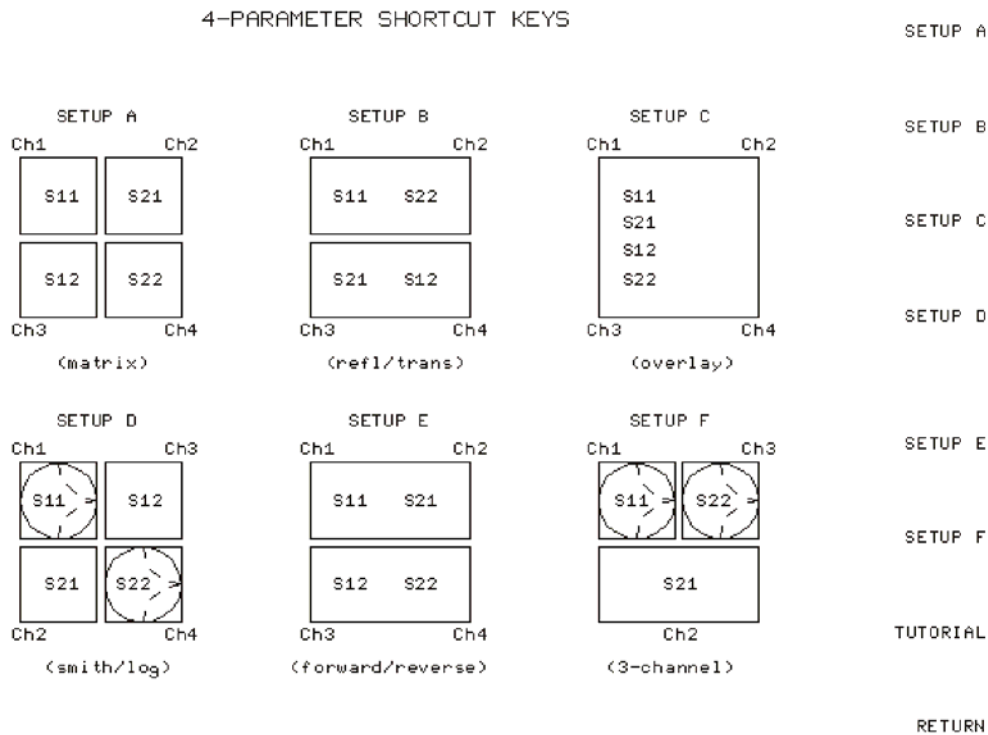 4-PARAMETER SHORTCUT KEYS
SETUP A
SETUP A SETUP B SETUP C
SETUP B
Ch1 Ch2 Ch1 Ch2 Ch1 Ch2
S11 S21 S11 S22 S11
S21
SETUP C
S12
S12 S22 S21 S12 S22
SETUP D
Ch3 Ch4 Ch3 Ch4 Ch3 Ch4
(matrix) (refl/trans) (overlay)
SETUP D SETUP E SETUP F
SETUP E
Ch1 Ch3 Ch1 Ch2 Ch1 Ch3
S11 S12 S11 S21 S11 S22
SETUP F
S21 S22 S12 S22 S21
Ch2 Ch4 Ch3 Ch4 Ch2
TUTORIAL
(smith/log) (forward/reverse) (3-channel)
RETURN